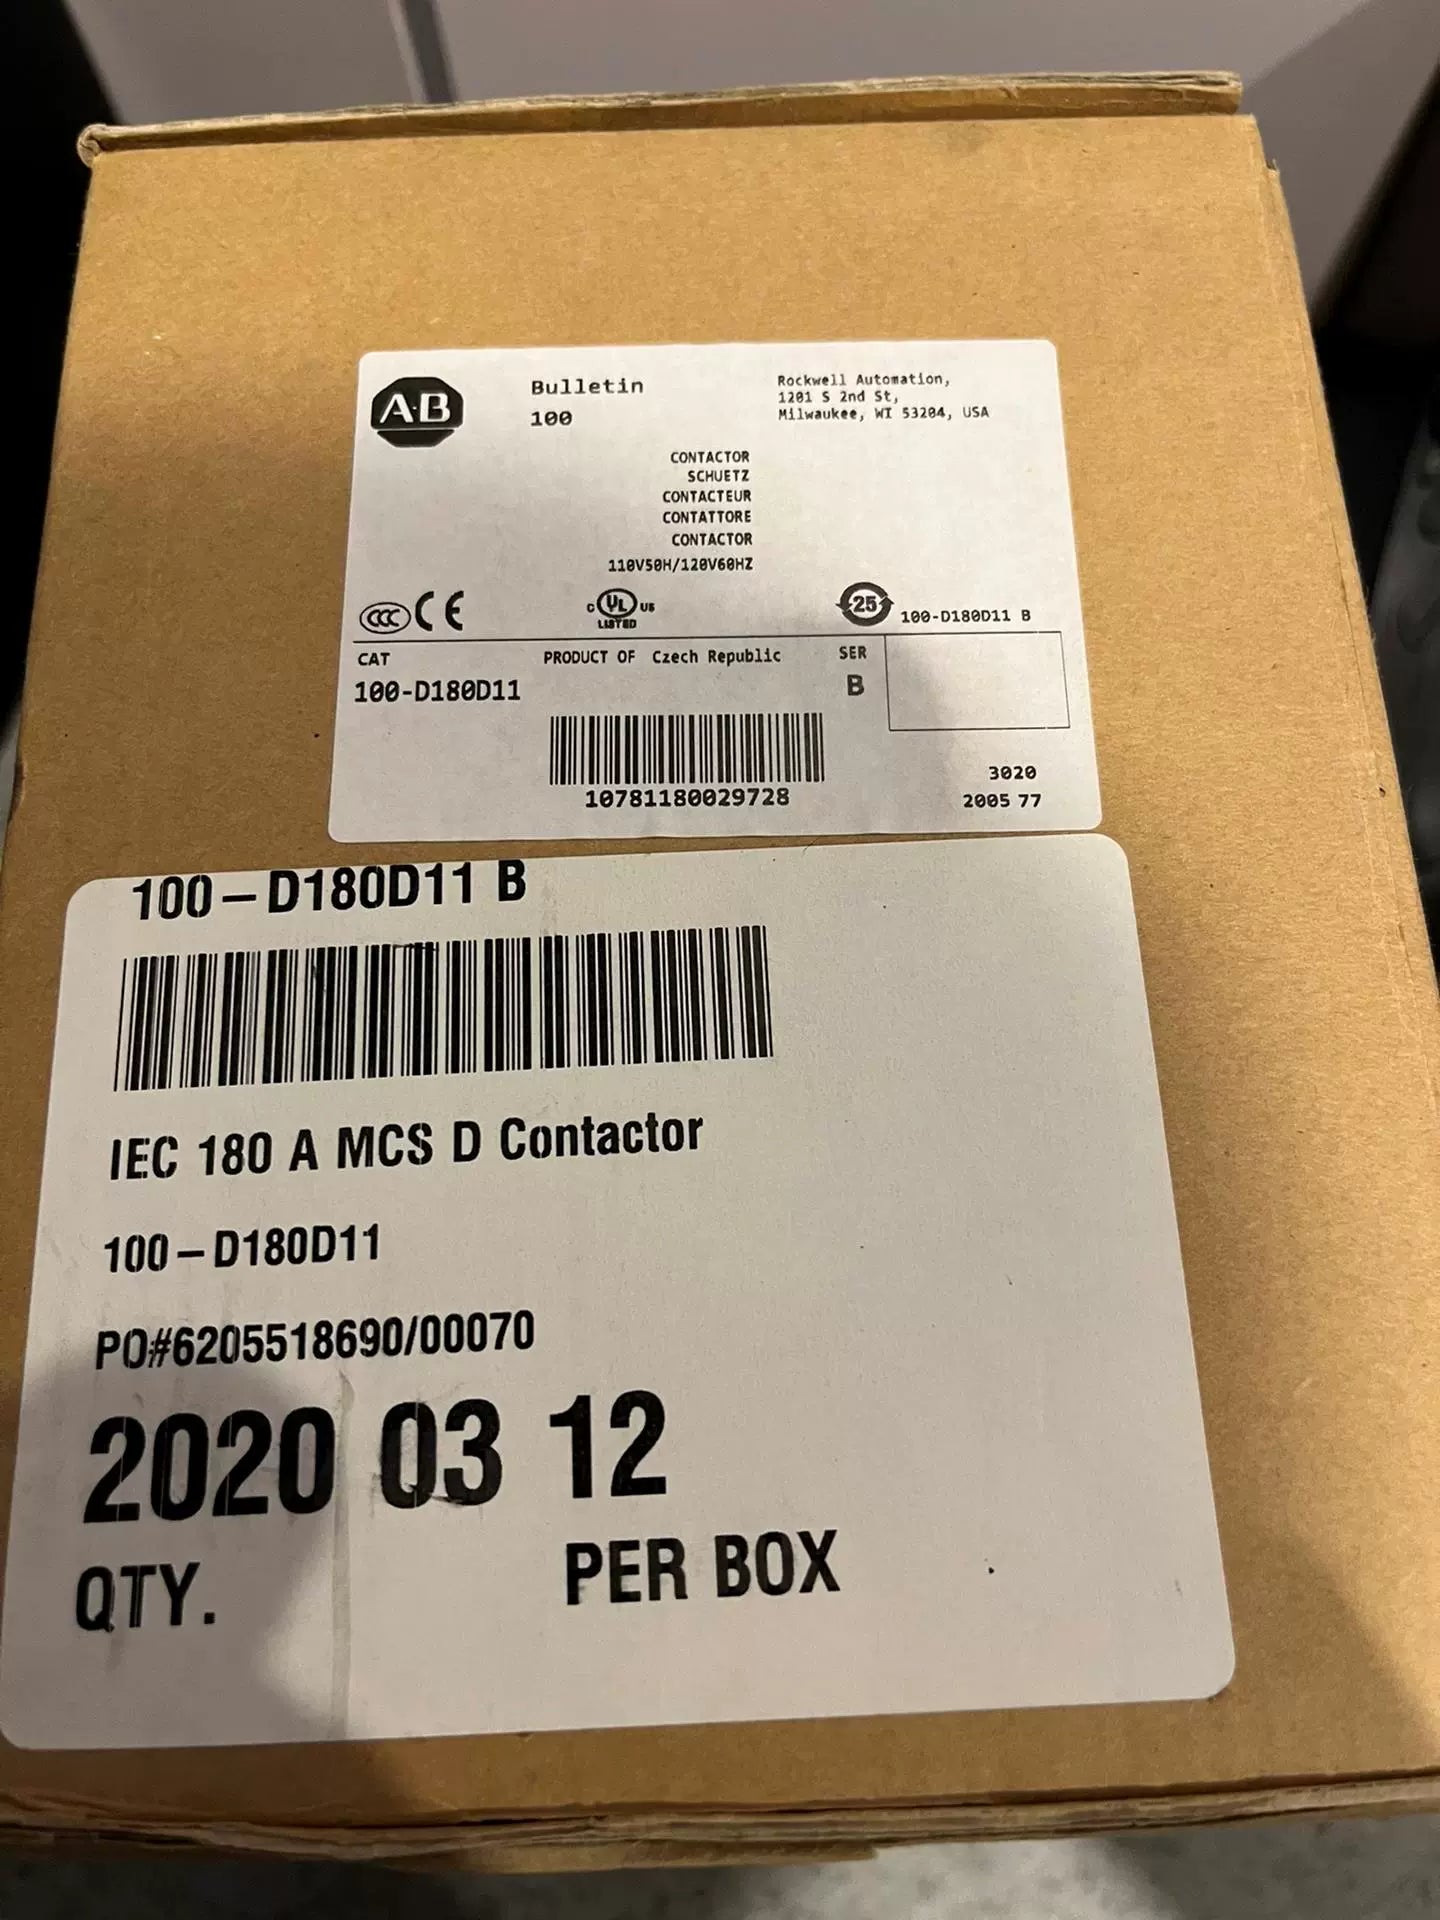 A·B
Bulletin
100
Rockwell Automation,
1201 S 2nd St,
Milwaukee, WI 53204, USA
CONTACTOR
SCHUETZ
CONTACTEUR
CONTATTORE
CONTACTOR
110V50H/120V60HZ
CCC CE
C UL US
LISTED
25
100-D180D11 B
CAT
PRODUCT OF Czech Republic
SER
100-D180D11
B
10781180029728
3020
2005 77
100-D180D11 B
IEC 180 A MCS D Contactor
100-D180D11
PO#6205518690/00070
2020 03 12
QTY. PER BOX